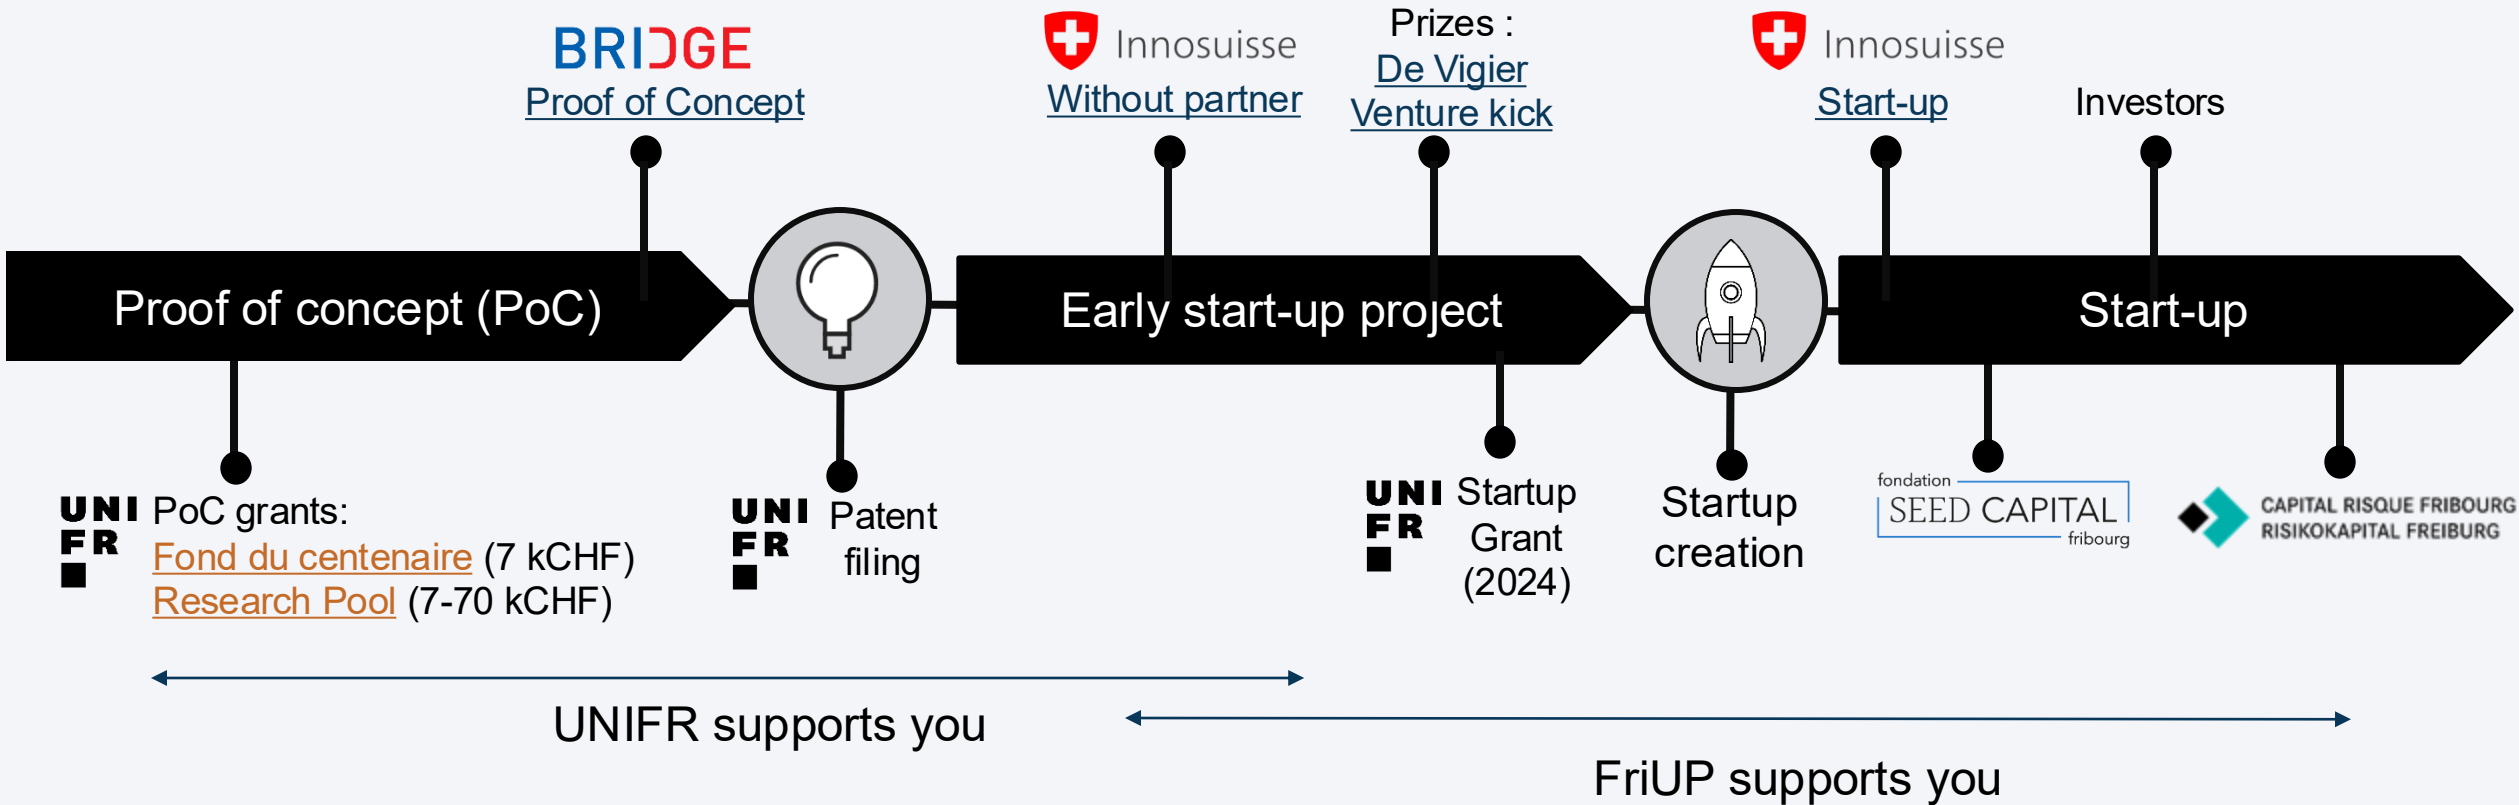 BRIDGE
Proof of Concept
Innosuisse
Without partner
Prizes :
De Vigier
Venture kick
Innosuisse
Start-up
Investors
Proof of concept (PoC)
Early start-up project
Start-up
UNI
FR
PoC grants:
Fond du centenaire (7 kCHF)
Research Pool (7-70 kCHF)
UNI
FR
Patent
filing
UNI
FR
Startup
Grant
(2024)
Startup
creation
fondation
SEED CAPITAL
fribourg
CAPITAL RISQUE FRIBOURG
RISIKOKAPITAL FREIBURG
UNIFR supports you
FriUP supports you